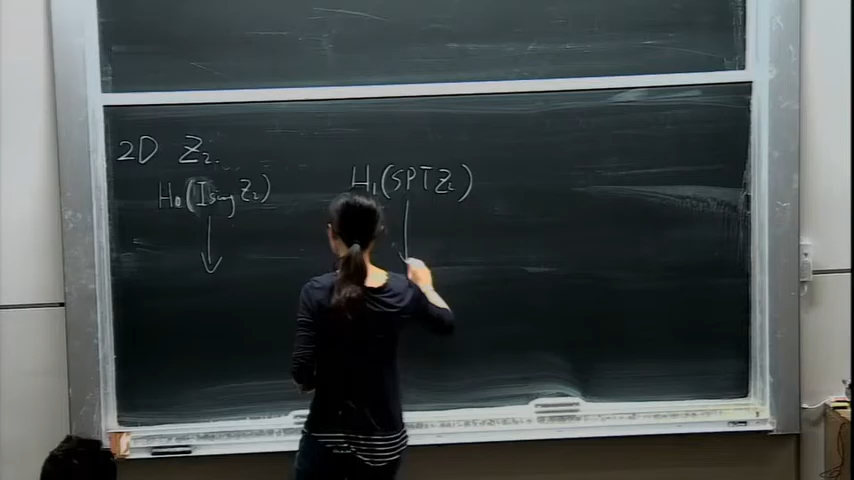 2D Z₂
H₀(Ising Z₂) H₁(SPT Z₂)